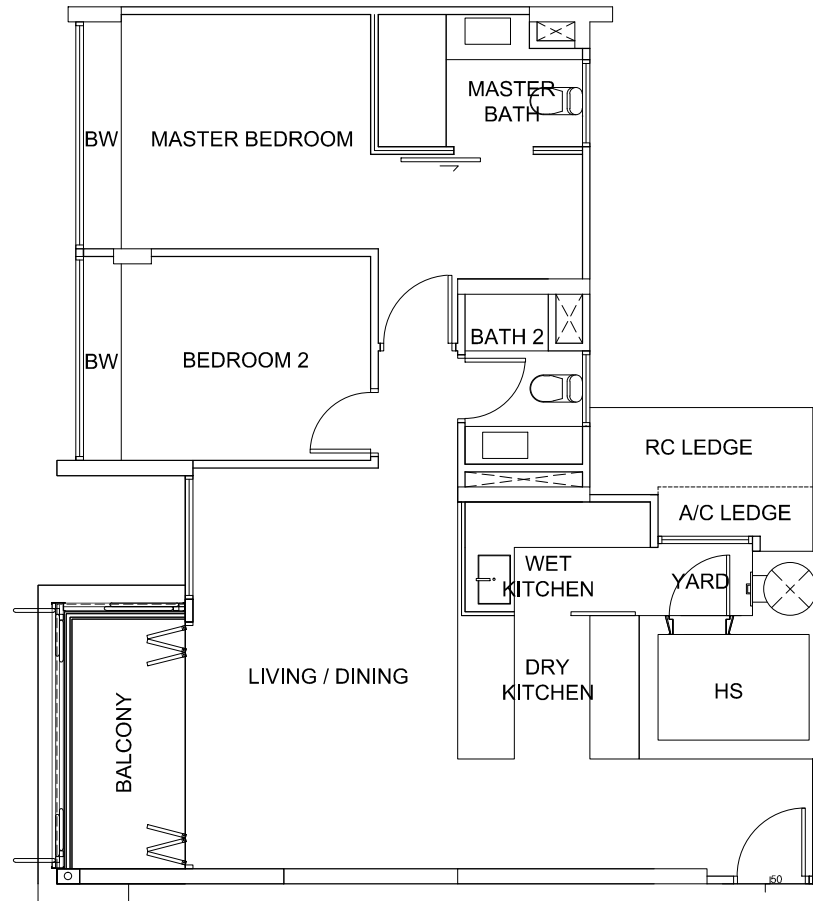 MASTER
BATH
BW
MASTER BEDROOM
BATH 2
BW
BEDROOM 2
RC LEDGE
A/C LEDGE
WET
KITCHEN
YARD
LIVING / DINING
DRY
KITCHEN
HS
BALCONY
50